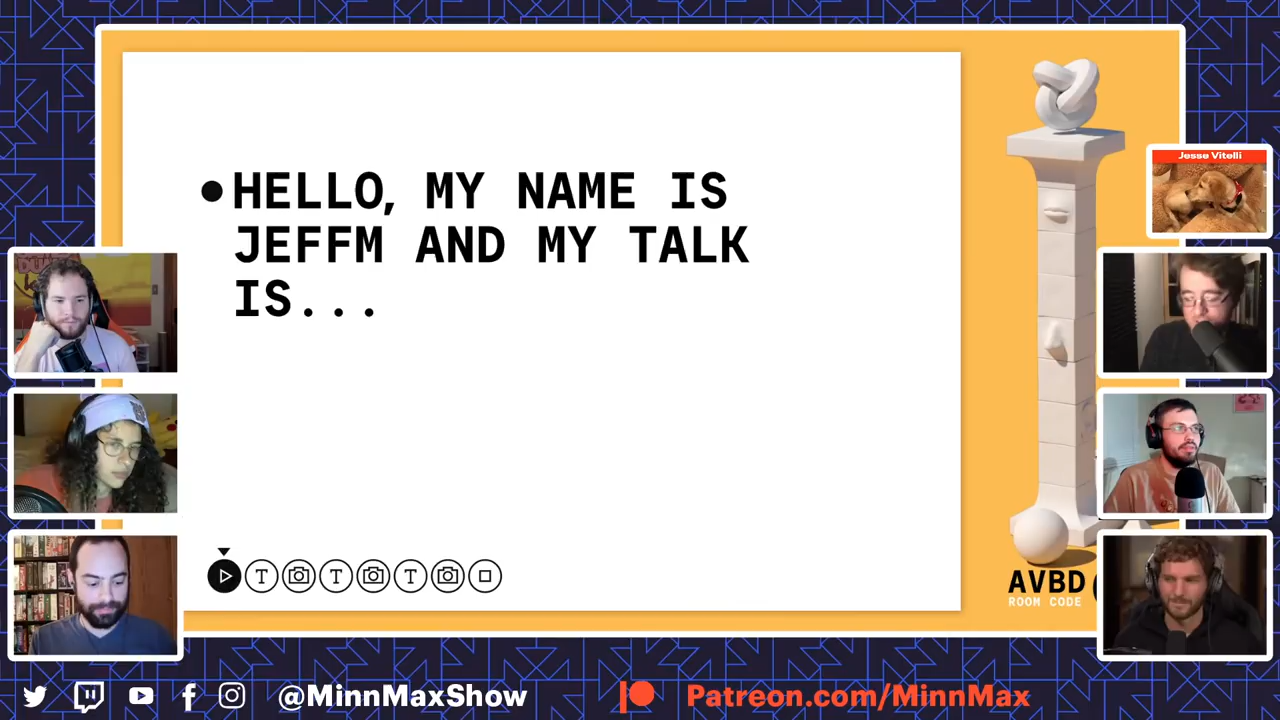 HELLO, MY NAME IS
JEFFM AND MY TALK
IS...
Jesse Vitelli
AVBD
ROOM CODE
@MinnMaxShow
Patreon.com/MinnMax